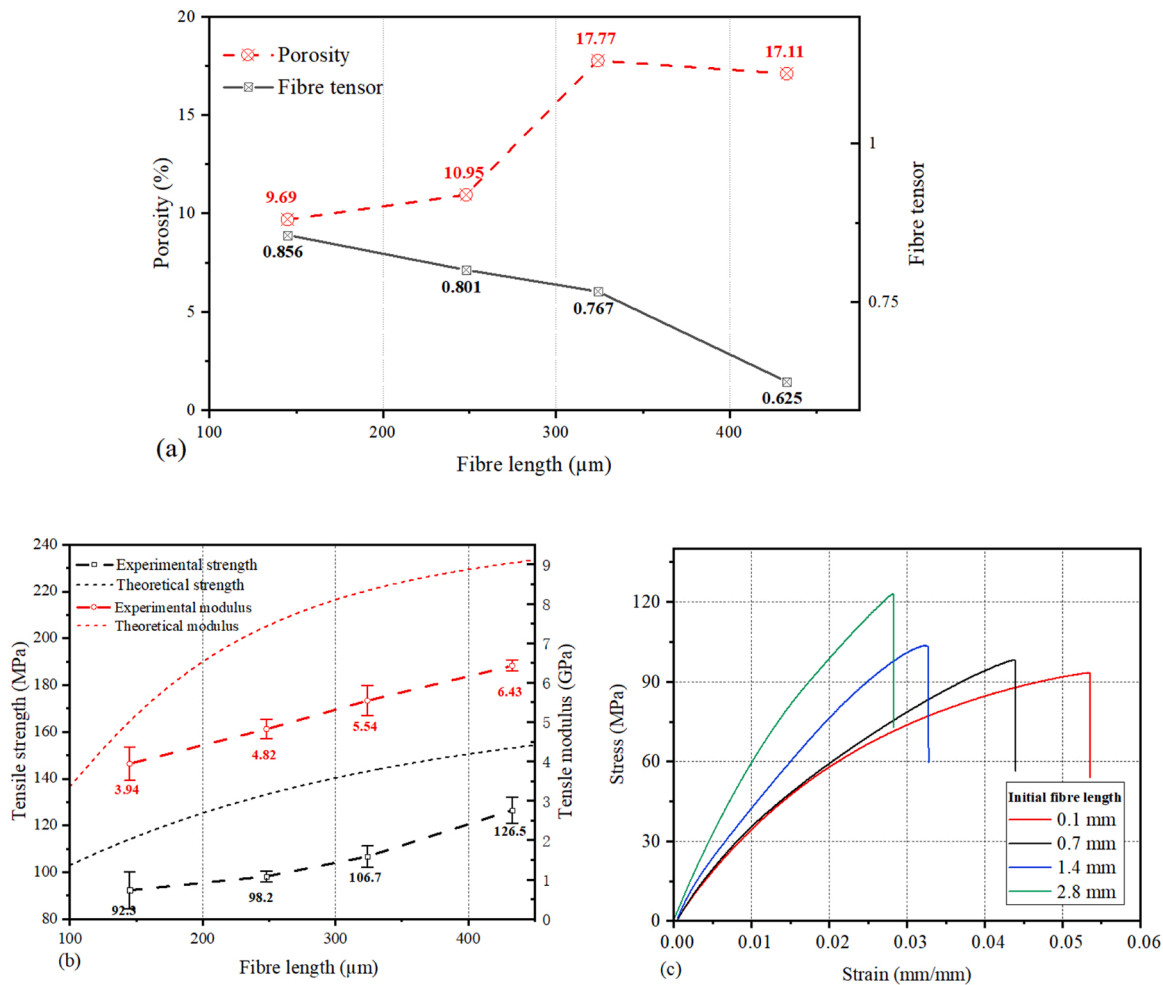 20
15
10
5
0
Porosity (%)
Porosity
Fibre tensor
9.69
10.95
17.77
17.11
0.856
0.801
0.767
0.625
1
0.75
Fibre tensor
100
200
300
400
Fibre length (µm)
(a)
240
220
200
180
160
140
120
100
80
Tensile strength (MPa)
Experimental strength
Theoretical strength
Experimental modulus
Theoretical modulus
3.94
4.82
5.54
6.43
92.3
98.2
106.7
126.5
9
8
7
6
5
4
3
2
1
0
Tensile modulus (GPa)
100
200
300
400
Fibre length (µm)
(b)
120
90
60
30
0
Stress (MPa)
Initial fibre length
0.1 mm
0.7 mm
1.4 mm
2.8 mm
0.00
0.01
0.02
0.03
0.04
0.05
0.06
Strain (mm/mm)
(c)